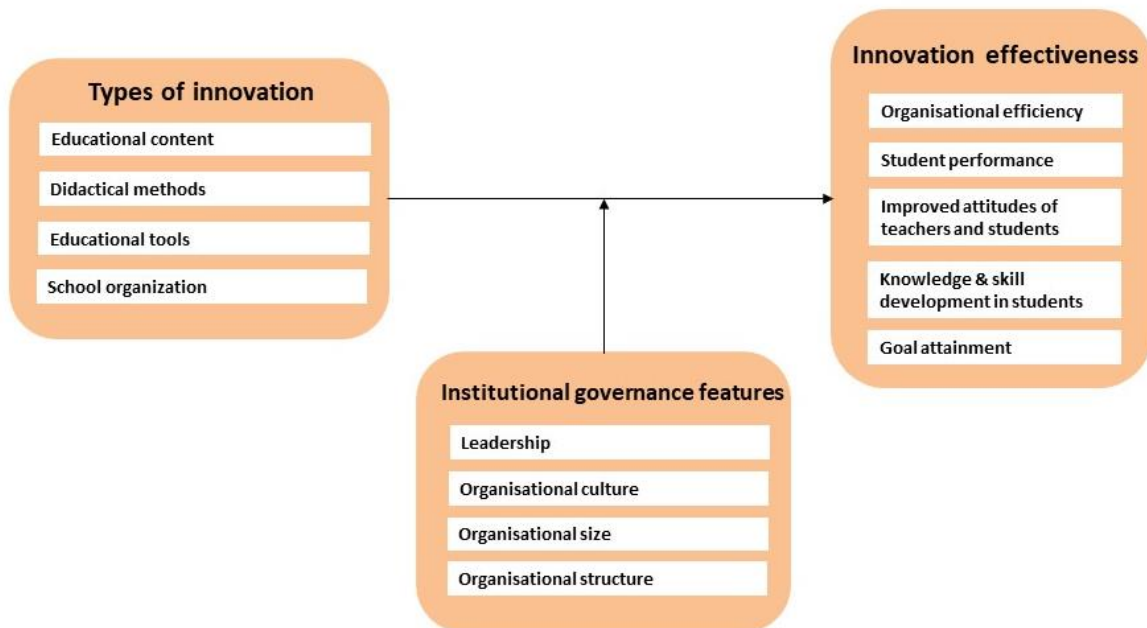 Types of innovation
Educational content
Didactical methods
Educational tools
School organization
Innovation effectiveness
Organisational efficiency
Student performance
Improved attitudes of
teachers and students
Knowledge & skill
development in students
Goal attainment
Institutional governance features
Leadership
Organisational culture
Organisational size
Organisational structure